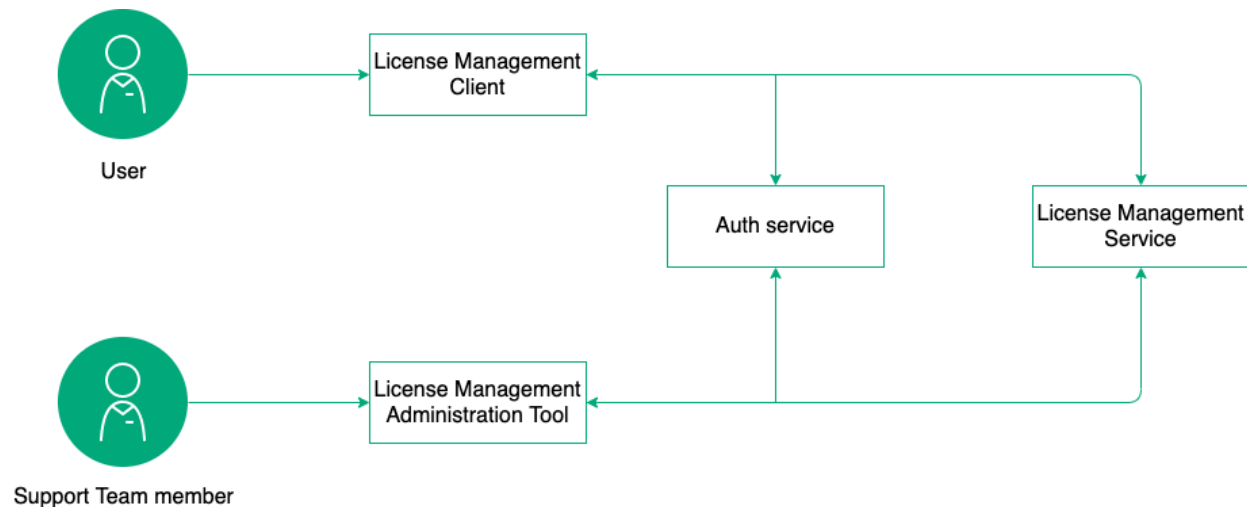 License Management
Client
User
Auth service
License Management
Service
License Management
Administration Tool
Support Team member